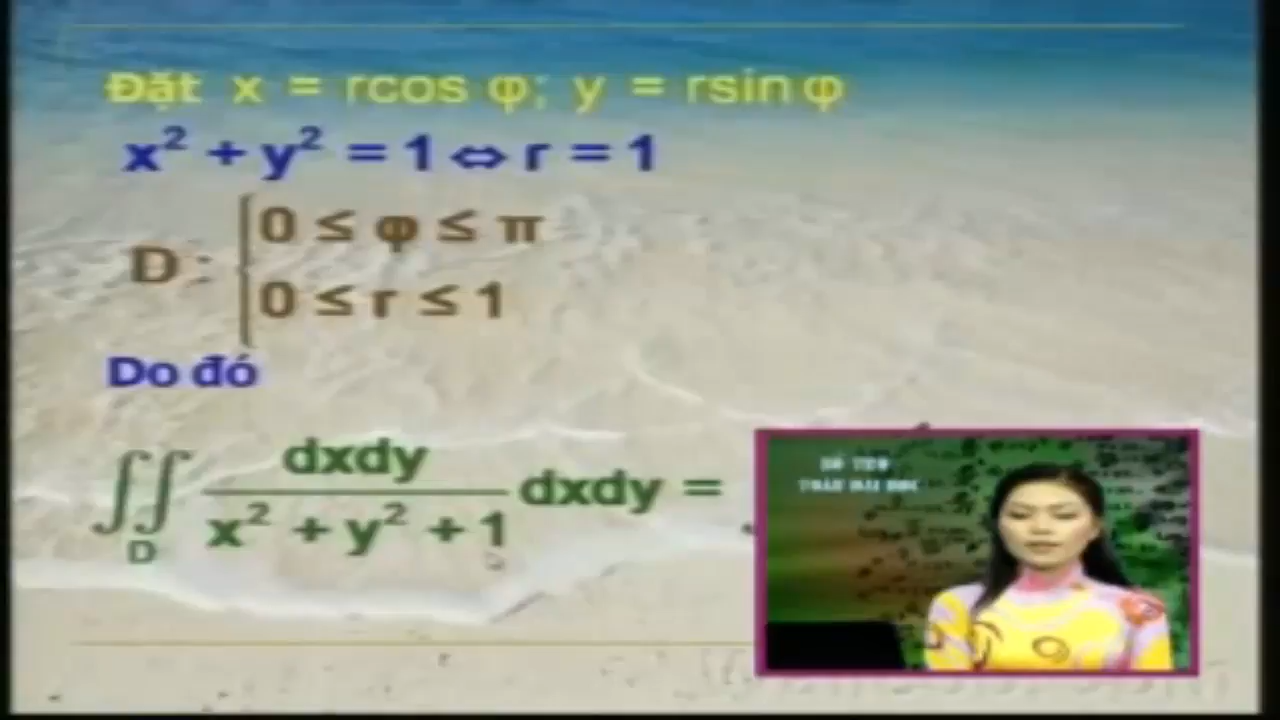 Đặt x = rcos φ; y = rsin φ
x² + y² = 1 ⇔ r = 1
D : { 0 ≤ φ ≤ π
0 ≤ r ≤ 1
Do đó
∬_D dxdy / (x² + y² + 1) dxdy =